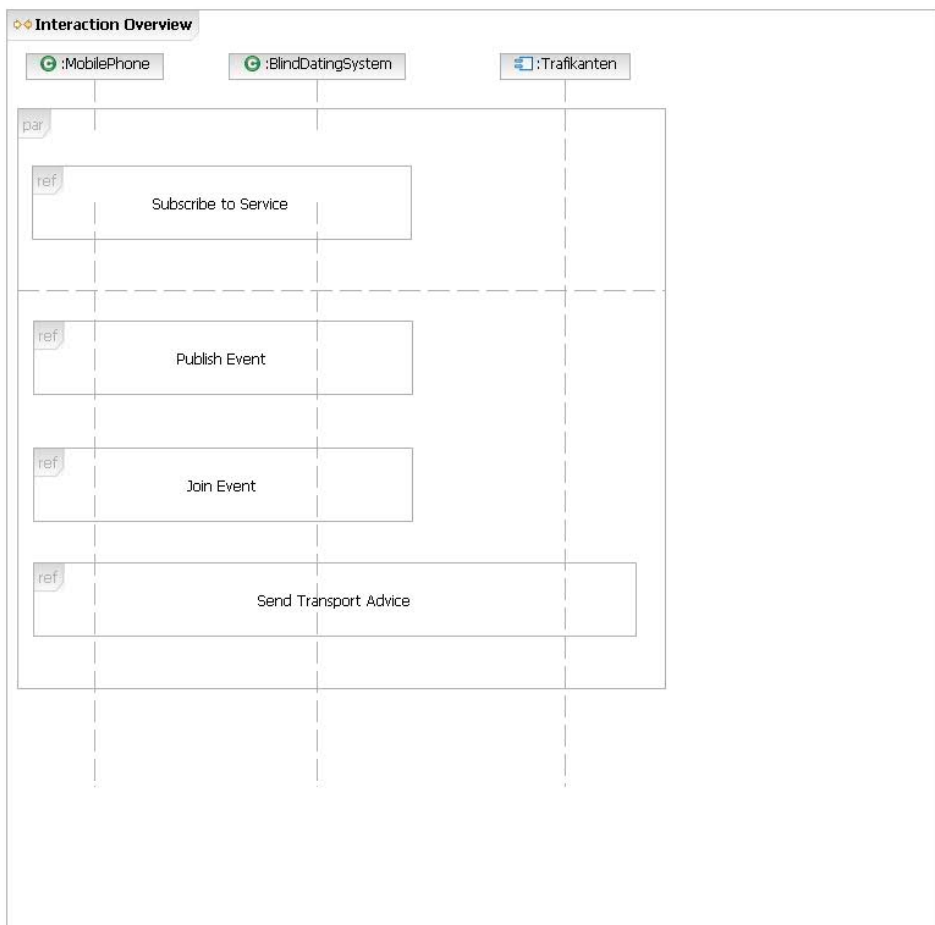 Interaction Overview
:MobilePhone
:BlindDatingSystem
:Trafikanten
par
ref
Subscribe to Service
ref
Publish Event
ref
Join Event
ref
Send Transport Advice